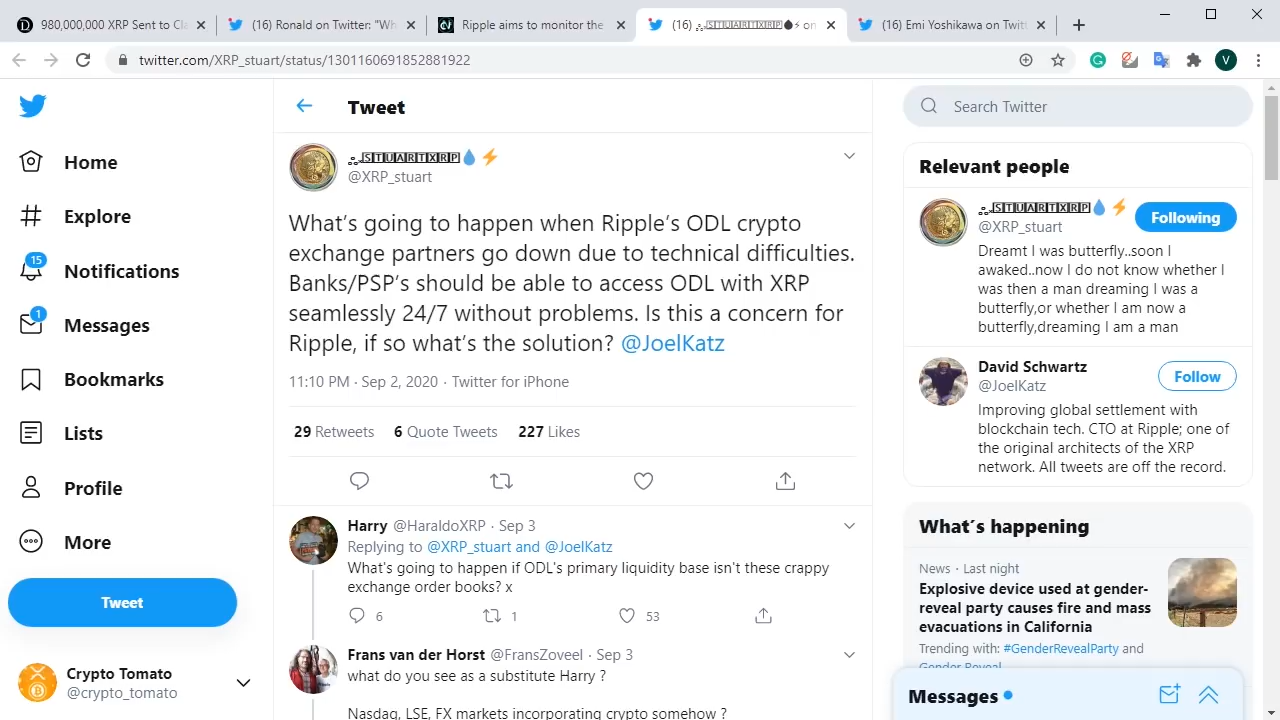 980,000,000 XRP Sent to Cla
(16) Ronald on Twitter: "Wh
Ripple aims to monitor the
(16) 🅂🅃🅄🄰🅁🅃🅇🅁🄿💧⚡ on
(16) Emi Yoshikawa on Twitt
twitter.com/XRP_stuart/status/1301160691852881922
V
Home
Explore
15
Notifications
1
Messages
Bookmarks
Lists
Profile
More
Tweet
Crypto Tomato
@crypto_tomato
Tweet
🅂🅃🅄🄰🅁🅃🅇🅁🄿💧⚡
@XRP_stuart
What's going to happen when Ripple's ODL crypto
exchange partners go down due to technical difficulties.
Banks/PSP's should be able to access ODL with XRP
seamlessly 24/7 without problems. Is this a concern for
Ripple, if so what's the solution? @JoelKatz
11:10 PM · Sep 2, 2020 · Twitter for iPhone
29 Retweets 6 Quote Tweets 227 Likes
Harry @HaraldoXRP · Sep 3
Replying to @XRP_stuart and @JoelKatz
What's going to happen if ODL's primary liquidity base isn't these crappy
exchange order books? x
6 1 53
Frans van der Horst @FransZoveel · Sep 3
what do you see as a substitute Harry ?
Nasdaq, LSE, FX markets incorporating crypto somehow ?
Search Twitter
Relevant people
🅂🅃🅄🄰🅁🅃🅇🅁🄿💧⚡
@XRP_stuart
Following
Dreamt I was butterfly..soon I
awaked..now I do not know whether I
was then a man dreaming I was a
butterfly,or whether I am now a
butterfly,dreaming I am a man
David Schwartz
@JoelKatz
Follow
Improving global settlement with
blockchain tech. CTO at Ripple; one of
the original architects of the XRP
network. All tweets are off the record.
What's happening
News · Last night
Explosive device used at gender-
reveal party causes fire and mass
evacuations in California
Trending with: #GenderRevealParty and
Gender Reveal
Messages